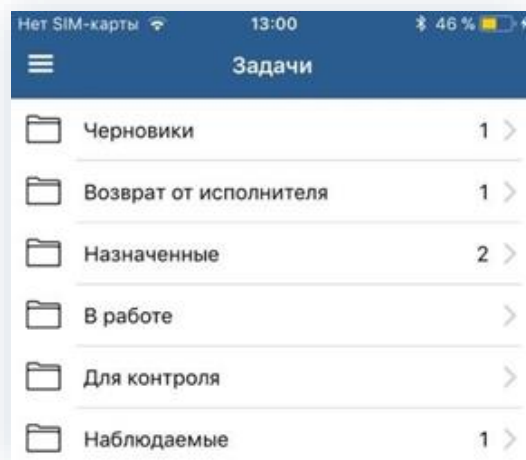 Нет SIM-карты 13:00 46 %
Задачи
Черновики 1
Возврат от исполнителя 1
Назначенные 2
В работе
Для контроля
Наблюдаемые 1